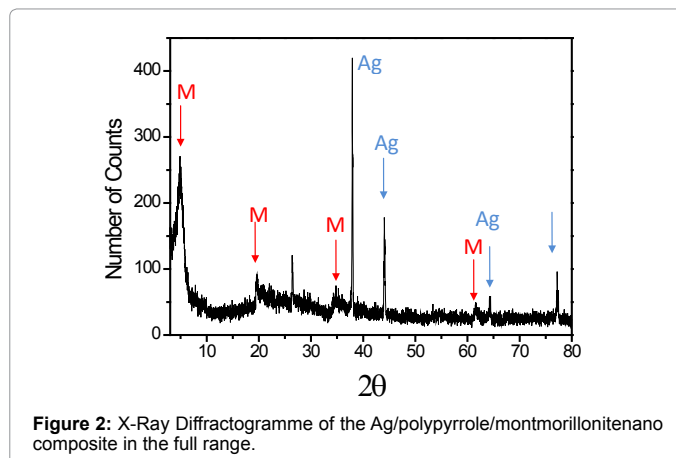 400
300
200
100
0
Number of Counts
M
M
M
Ag
Ag
M
Ag
10 20 30 40 50 60 70 80
2θ
Figure 2: X-Ray Diffractogramme of the Ag/polypyrrole/montmorillonitenano
composite in the full range.